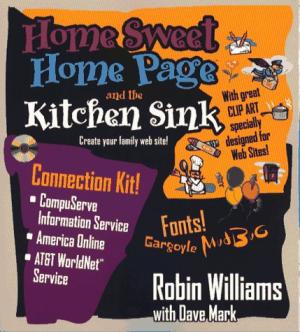 Home Sweet
Home Page
and the
Kitchen Sink
Create your family web site!
With great
CLIP ART
specially
designed for
Web Sites!
Connection Kit!
CompuServe
Information Service
America Online
AT&T WorldNet℠
Service
Fonts!
Gargoyle
Robin Williams
with Dave Mark